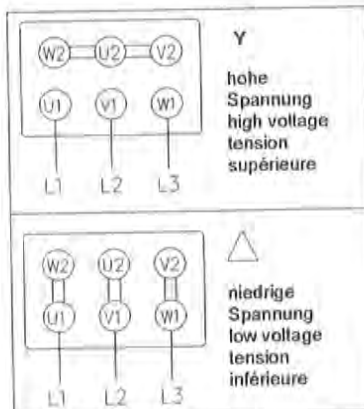 W2 U2 V2
U1 V1 W1
L1 L2 L3
Y
hohe
Spannung
high voltage
tension
supérieure
W2 U2 V2
U1 V1 W1
L1 L2 L3
△
niedrige
Spannung
low voltage
tension
inférieure